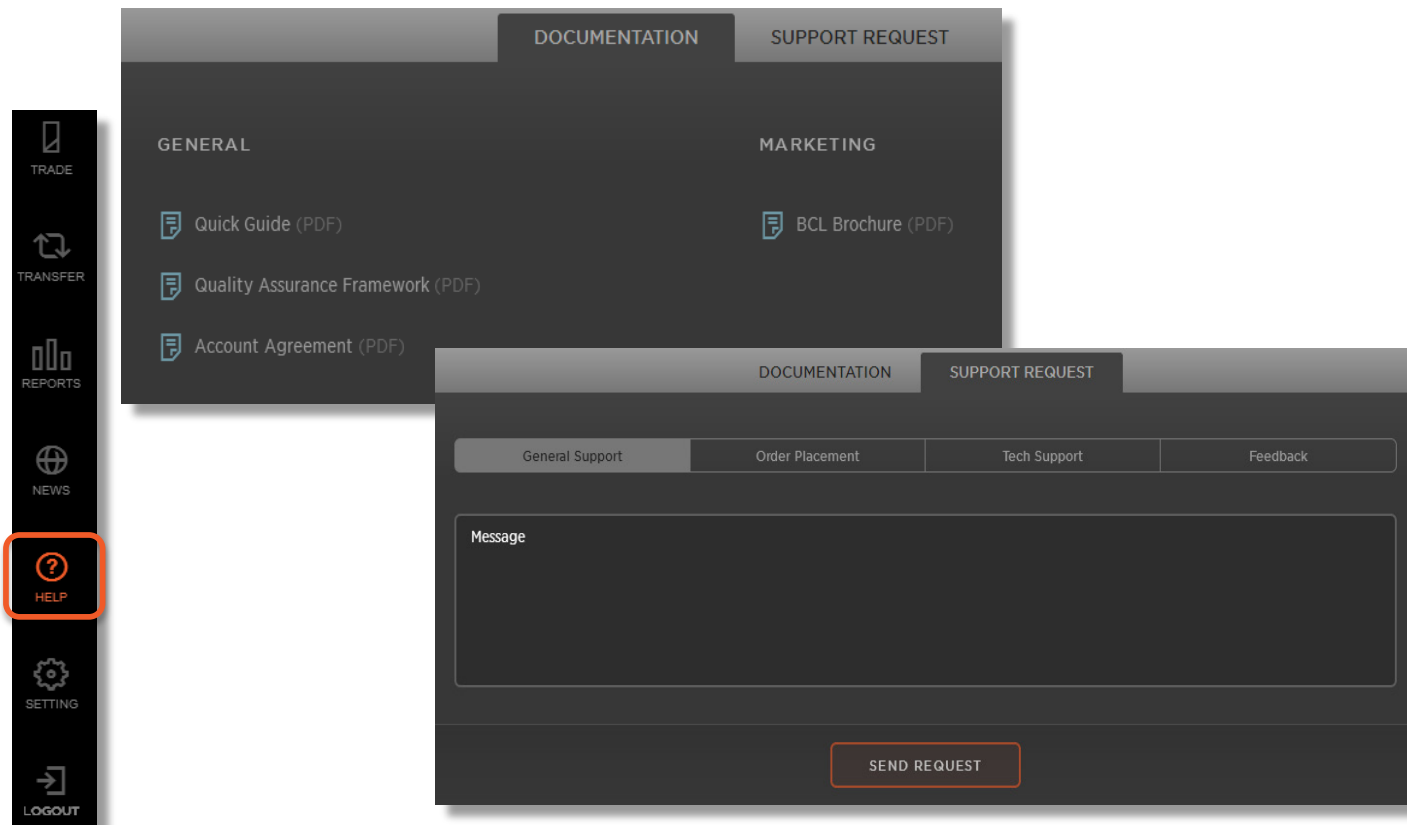 TRADE
TRANSFER
REPORTS
NEWS
?
HELP
SETTING
LOGOUT
DOCUMENTATION SUPPORT REQUEST
GENERAL MARKETING
Quick Guide (PDF) BCL Brochure (PDF)
Quality Assurance Framework (PDF)
Account Agreement (PDF)
DOCUMENTATION SUPPORT REQUEST
General Support Order Placement Tech Support Feedback
Message
SEND REQUEST